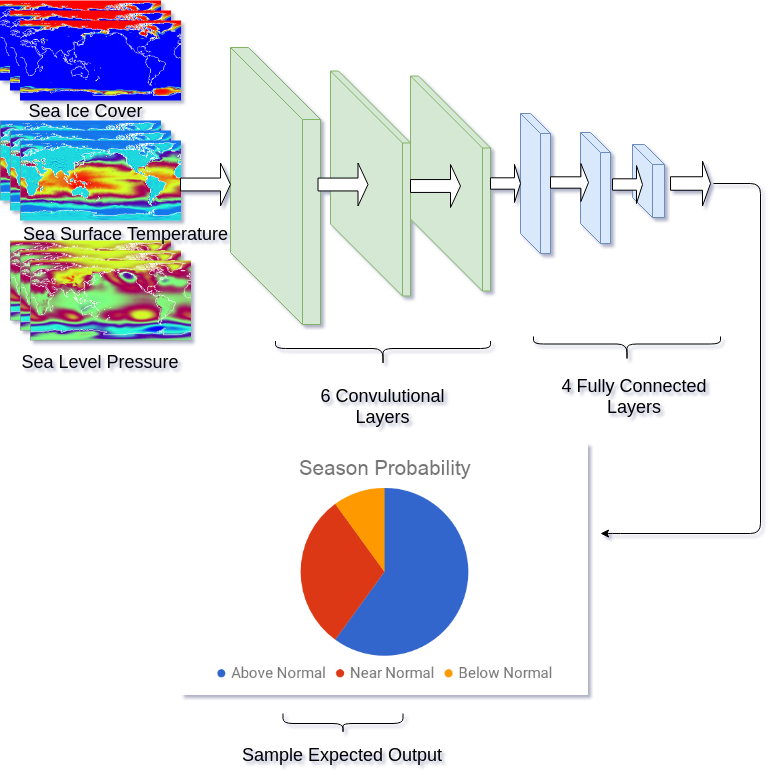 Sea Ice Cover
Sea Surface Temperature
Sea Level Pressure
6 Convulutional
Layers
4 Fully Connected
Layers
Season Probability
Above Normal Near Normal Below Normal
Sample Expected Output